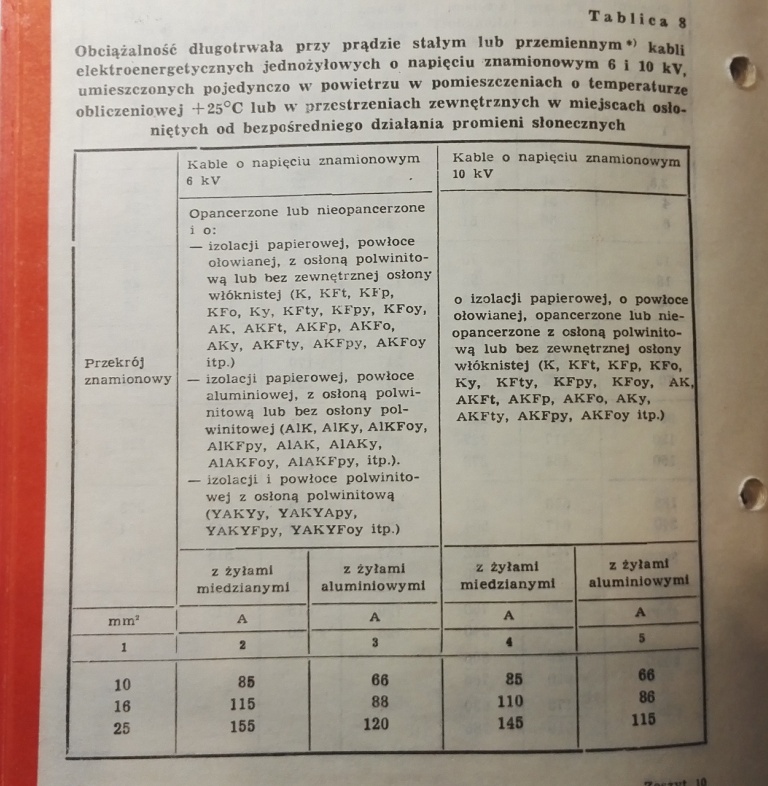 Tablica 8
Obciążalność długotrwała przy prądzie stałym lub przemiennym *) kabli
elektroenergetycznych jednożyłowych o napięciu znamionowym 6 i 10 kV,
umieszczonych pojedynczo w powietrzu w pomieszczeniach o temperaturze
obliczeniowej +25°C lub w przestrzeniach zewnętrznych w miejscach osło-
niętych od bezpośredniego działania promieni słonecznych
Przekrój
znamionowy
Kable o napięciu znamionowym
6 kV
Kable o napięciu znamionowym
10 kV
Opancerzone lub nieopancerzone
i o:
— izolacji papierowej, powłoce
ołowianej, z osłoną polwinito-
wą lub bez zewnętrznej osłony
włóknistej (K, KFt, KFp,
KFo, Ky, KFty, KFpy, KFoy,
AK, AKFt, AKFp, AKFo,
AKy, AKFty, AKFpy, AKFoy
itp.)
— izolacji papierowej, powłoce
aluminiowej, z osłoną polwi-
nitową lub bez osłony pol-
winitowej (AlK, AlKy, AlKFoy,
AlKFpy, AlAK, AlAKy,
AlAKFoy, AlAKFpy, itp.).
— izolacji i powłoce polwinito-
wej z osłoną polwinitową
(YAKYy, YAKYApy,
YAKYFpy, YAKYFoy itp.)
o izolacji papierowej, o powłoce
ołowianej, opancerzone lub nie-
opancerzone z osłoną polwinito-
wą lub bez zewnętrznej osłony
włóknistej (K, KFt, KFp, KFo,
Ky, KFty, KFpy, KFoy, AK,
AKFt, AKFp, AKFo, AKy,
AKFty, AKFpy, AKFoy itp.)
z żyłami
miedzianymi
z żyłami
aluminiowymi
z żyłami
miedzianymi
z żyłami
aluminiowymi
mm² A A A A
1 2 3 4 5
10 85 66 85 66
16 115 88 110 86
25 155 120 145 115
Zeszyt 10